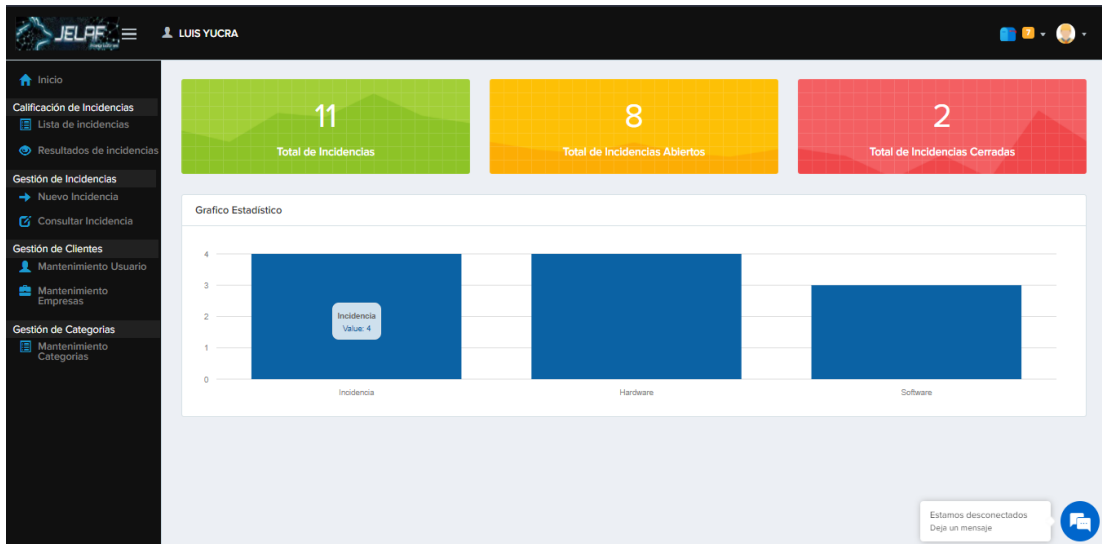 JELAF
LUIS YUCRA
7
Inicio
Calificación de Incidencias
Lista de incidencias
Resultados de incidencias
Gestión de Incidencias
Nuevo Incidencia
Consultar Incidencia
Gestión de Clientes
Mantenimiento Usuario
Mantenimiento
Empresas
Gestión de Categorias
Mantenimiento
Categorias
11
Total de Incidencias
8
Total de Incidencias Abiertos
2
Total de Incidencias Cerradas
Grafico Estadístico
4
3
2
1
0
Incidencia
Value: 4
Incidencia
Hardware
Software
Estamos desconectados
Deja un mensaje